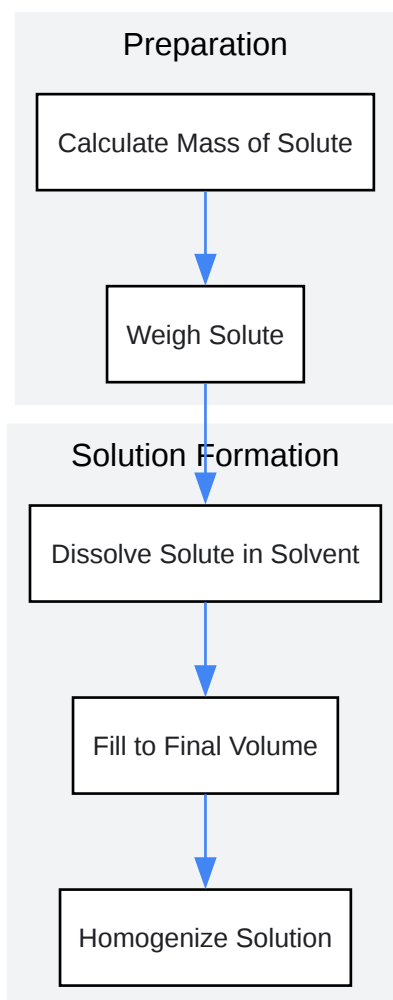 Preparation
Calculate Mass of Solute
Weigh Solute
Solution Formation
Dissolve Solute in Solvent
Fill to Final Volume
Homogenize Solution